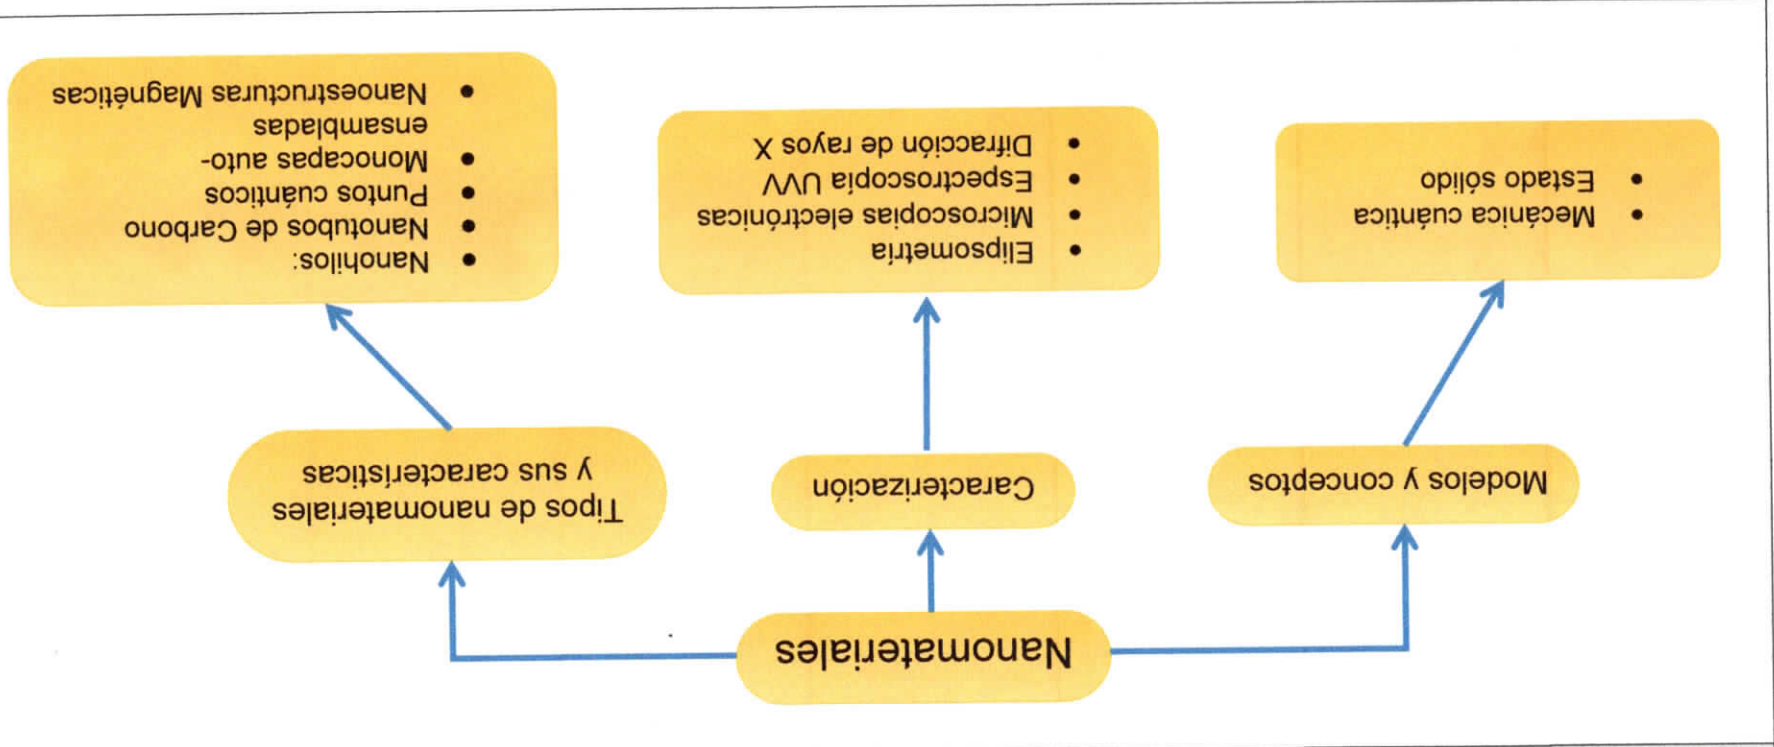 Nanomateriales
Modelos y conceptos
Caracterización
Tipos de nanomateriales
y sus características
• Mecánica cuántica
• Estado sólido
• Elipsometría
• Microscopias electrónicas
• Espectroscopía UVV
• Difracción de rayos X
• Nanohilos:
• Nanotubos de Carbono
• Puntos cuánticos
• Monocapas auto-
ensambladas
• Nanoestructuras Magnéticas